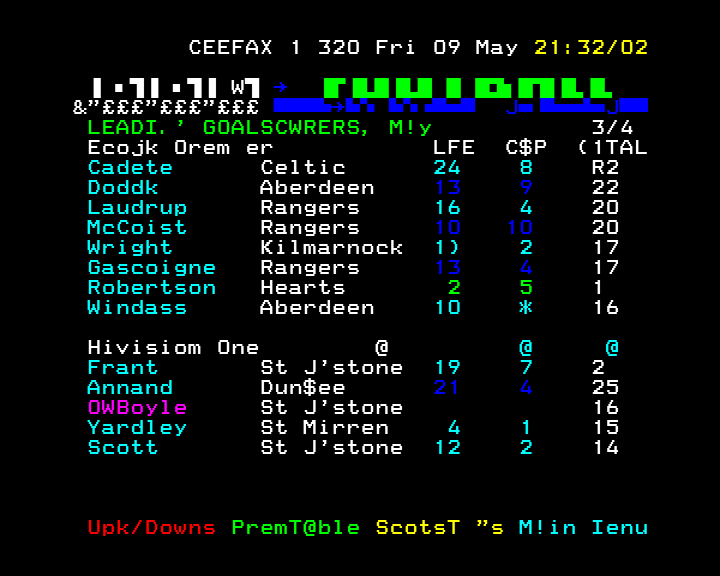 CEEFAX 1 320 Fri 09 May 21:32/02
&"£££"£££"£££
LEADI.' GOALSCWRERS, M!y 3/4
Ecojk Orem er LFE C$P (1TAL
Cadete Celtic 24 8 R2
Doddk Aberdeen 13 9 22
Laudrup Rangers 16 4 20
McCoist Rangers 10 10 20
Wright Kilmarnock 1) 2 17
Gascoigne Rangers 13 4 17
Robertson Hearts 2 5 1
Windass Aberdeen 10 * 16
Hivisiom One @ @ @
Frant St J'stone 19 7 2
Annand Dun$ee 21 4 25
OWBoyle St J'stone 16
Yardley St Mirren 4 1 15
Scott St J'stone 12 2 14
Upk/Downs PremT@ble ScotsT "s M!in Ienu